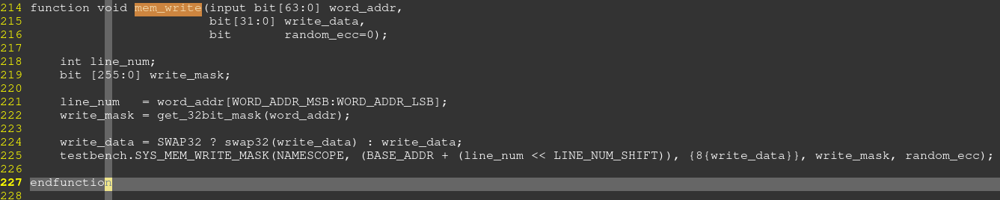 214 function void mem_write(input bit[63:0] word_addr,
215                         bit[31:0] write_data,
216                         bit       random_ecc=0);
217
218     int line_num;
219     bit [255:0] write_mask;
220
221     line_num   = word_addr[WORD_ADDR_MSB:WORD_ADDR_LSB];
222     write_mask = get_32bit_mask(word_addr);
223
224     write_data = SWAP32 ? swap32(write_data) : write_data;
225     testbench.SYS_MEM_WRITE_MASK(NAMESCOPE, (BASE_ADDR + (line_num << LINE_NUM_SHIFT)), {8{write_data}}, write_mask, random_ecc);
226
227 endfunction
228